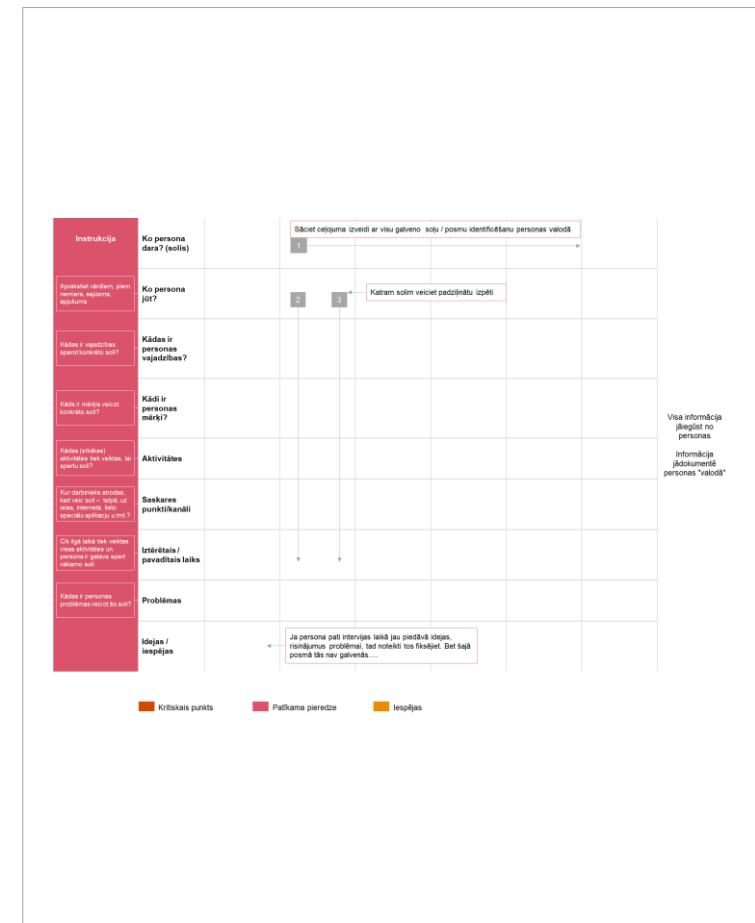 Instrukcija
Ko persona
dara? (solis)
Sāciet ceļojuma izveidi ar visu galveno soļu / posmu identificēšanu personas valodā
1
Aprakstiet vārdiem, piem
nemiers, sajūsma,
apjukums
Ko persona
jūt?
2
3
Katram solim veiciet padziļinātu izpēti
Kādas ir vajadzības
sperot konkrēto soli?
Kādas ir
personas
vajadzības?
Kāds ir mērķis veicot
konkrēto soli?
Kādi ir
personas
mērķi?
Kādas (sīkākas)
aktivitātes tiek veiktas, lai
spertu soli?
Aktivitātes
Kur darbinieks atrodas,
kad veic soli – telpā, uz
ielas, internetā, lieto
speciālu aplikāciju u.tml.?
Saskares
punkti/kanāli
Cik ilgā laikā tiek veiktas
visas aktivitātes un
persona ir gatava spert
nākamo soli
Iztērētais /
pavadītais laiks
Kādas ir personas
problēmas veicot šo soli?
Problēmas
Idejas /
iespējas
Ja persona pati intervijas laikā jau piedāvā idejas,
risinājumus problēmai, tad noteikti tos fiksējiet. Bet šajā
posmā tās nav galvenās....
Visa informācija
jāiegūst no
personas
Informācija
jādokumentē
personas "valodā"
Kritiskais punkts
Patīkama pieredze
Iespējas